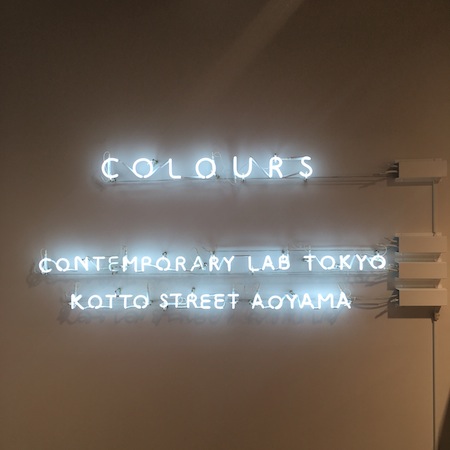 COLOURS
CONTEMPORARY LAB TOKYO
KOTTO STREET AOYAMA